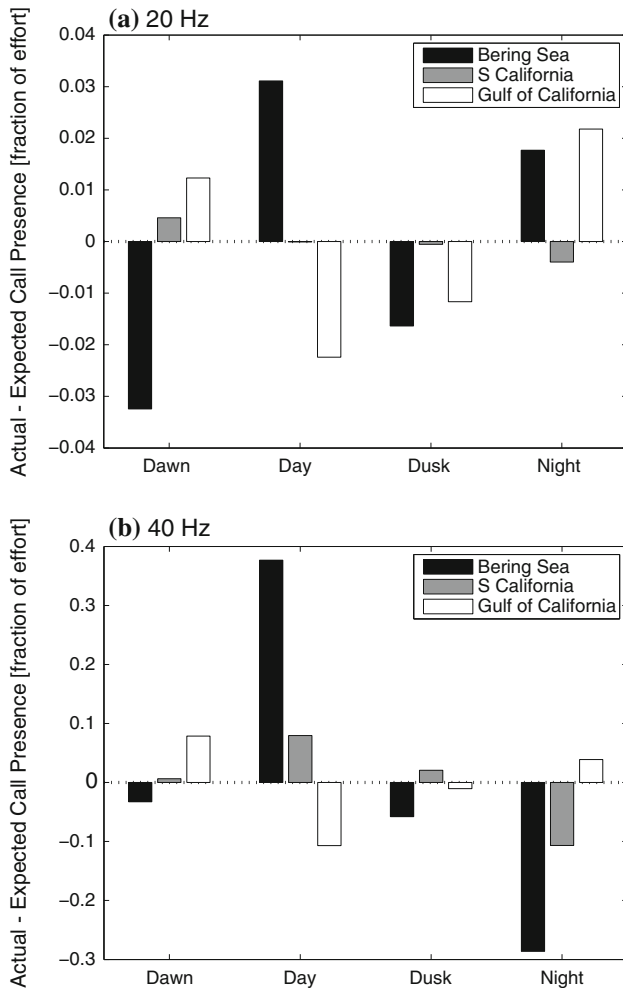 (a) 20 Hz
Actual - Expected Call Presence [fraction of effort]
0.04
0.03
0.02
0.01
0
−0.01
−0.02
−0.03
−0.04
Bering Sea
S California
Gulf of California
Dawn Day Dusk Night
(b) 40 Hz
Actual - Expected Call Presence [fraction of effort]
0.4
0.3
0.2
0.1
0
−0.1
−0.2
−0.3
Bering Sea
S California
Gulf of California
Dawn Day Dusk Night